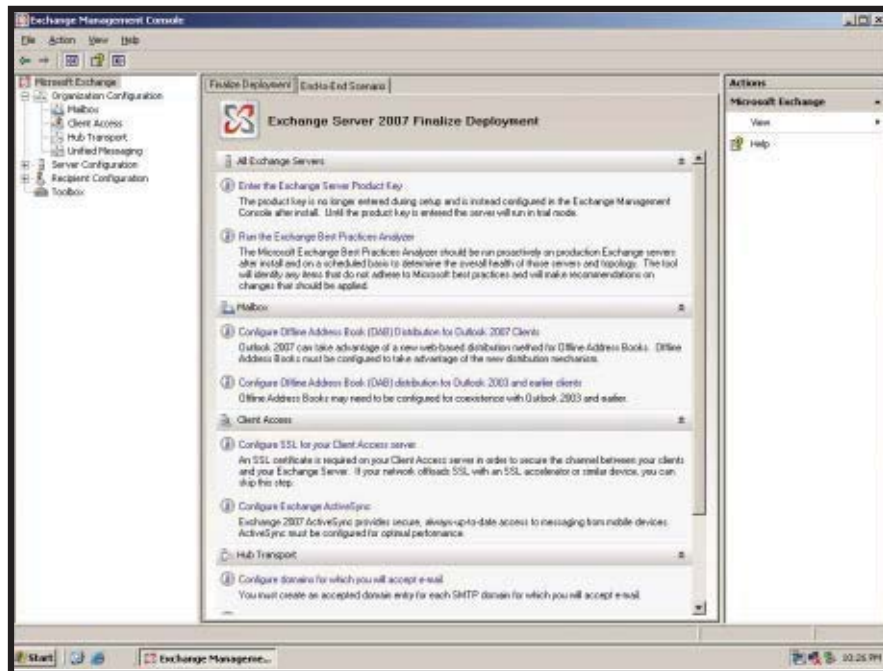 Exchange Management Console
File Action View Help
Microsoft Exchange
Organization Configuration
Mailbox
Client Access
Hub Transport
Unified Messaging
Server Configuration
Recipient Configuration
Toolbox
Finalize Deployment
End-to-End Scenario
Exchange Server 2007 Finalize Deployment
All Exchange Servers
Enter the Exchange Server Product Key
The product key is no longer entered during setup and is instead configured in the Exchange Management
Console after install. Until the product key is entered the server will run in trial mode.
Run the Exchange Best Practices Analyzer
The Microsoft Exchange Best Practices Analyzer should be run proactively on production Exchange servers
after install and on a scheduled basis to determine the overall health of those servers and topology. The tool
will identify any items that do not adhere to Microsoft best practices and will make recommendations on
changes that should be applied.
Mailbox
Configure Offline Address Book (OAB) Distribution for Outlook 2007 Clients
Outlook 2007 can take advantage of a new web-based distribution method for Offline Address Books. Offline
Address Books must be configured to take advantage of the new distribution mechanism.
Configure Offline Address Book (OAB) distribution for Outlook 2003 and earlier clients
Offline Address Books may need to be configured for coexistence with Outlook 2003 and earlier.
Client Access
Configure SSL for your Client Access server
An SSL certificate is required on your Client Access server in order to secure the channel between your clients
and your Exchange Server. If your network offloads SSL with an SSL accelerator or similar device, you can
skip this step.
Configure Exchange ActiveSync
Exchange 2007 ActiveSync provides secure, always-up-to-date access to messaging from mobile devices.
ActiveSync must be configured for optimal performance.
Hub Transport
Configure domains for which you will accept e-mail
You must create an accepted domain entry for each SMTP domain for which you will accept e-mail.
Actions
Microsoft Exchange
View
Help
Start
Exchange Manageme...
10:26 PM